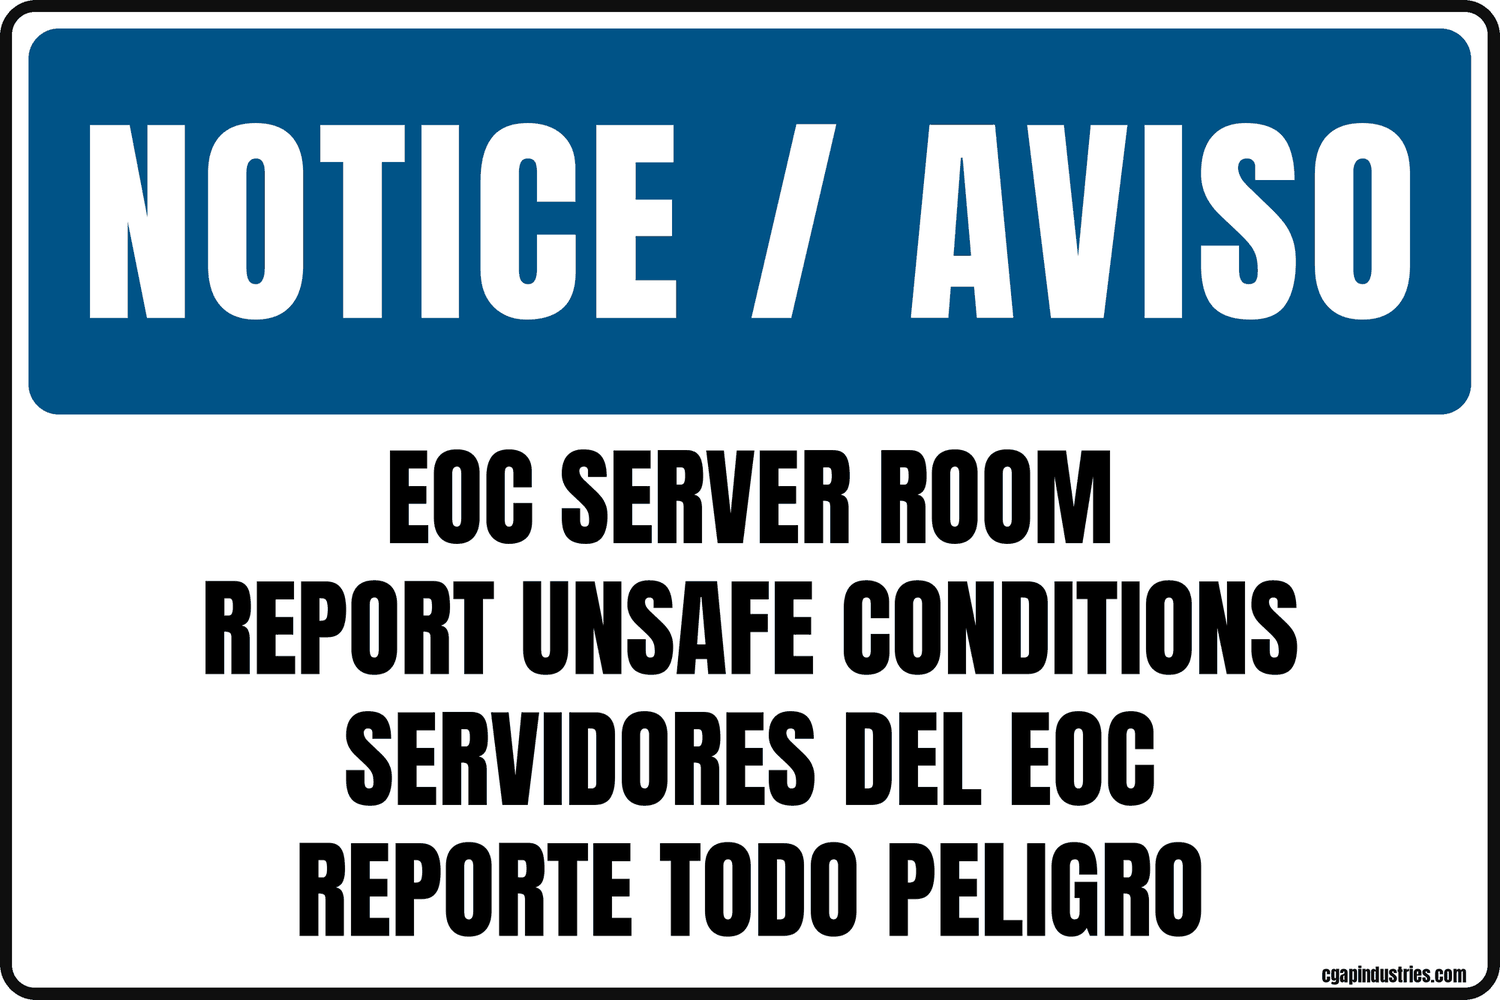 NOTICE / AVISO
EOC SERVER ROOM
REPORT UNSAFE CONDITIONS
SERVIDORES DEL EOC
REPORTE TODO PELIGRO
cgapindustries.com